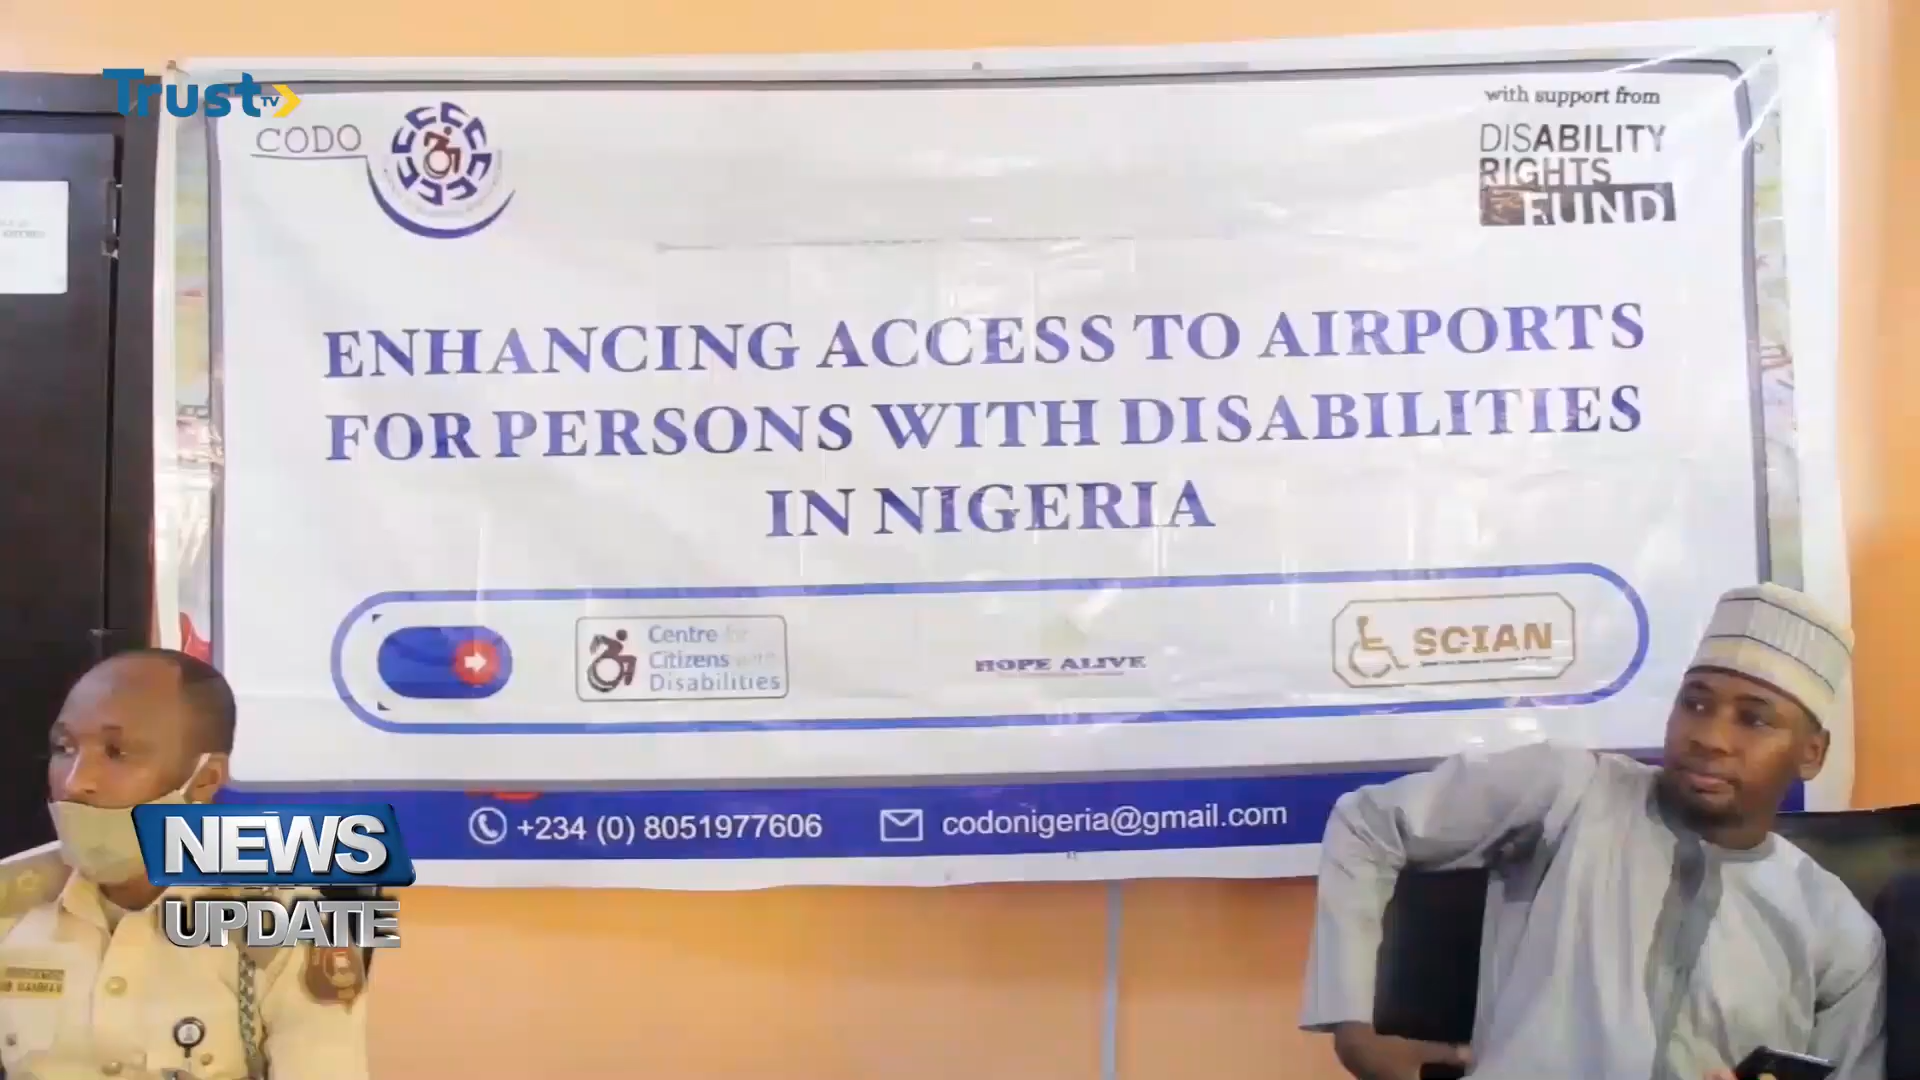 Trust TV
CODO
with support from
DISABILITY
RIGHTS
FUND
ENHANCING ACCESS TO AIRPORTS
FOR PERSONS WITH DISABILITIES
IN NIGERIA
Centre for
Citizens with
Disabilities
HOPE ALIVE
SCIAN
+234 (0) 8051977606
codonigeria@gmail.com
NEWS
UPDATE